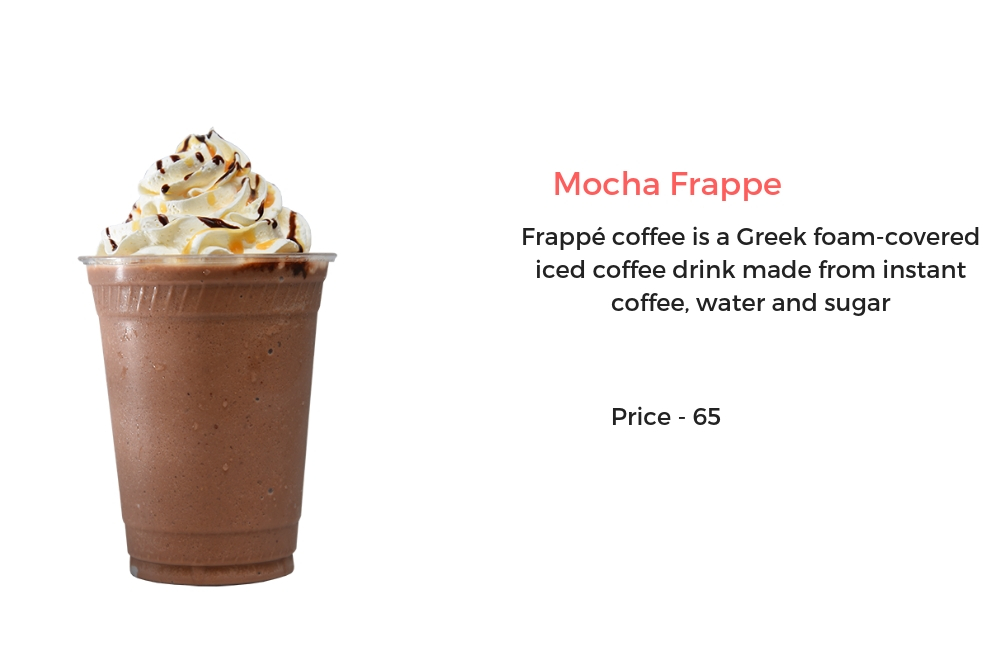 Mocha Frappe
Frappé coffee is a Greek foam-covered
iced coffee drink made from instant
coffee, water and sugar
Price - 65